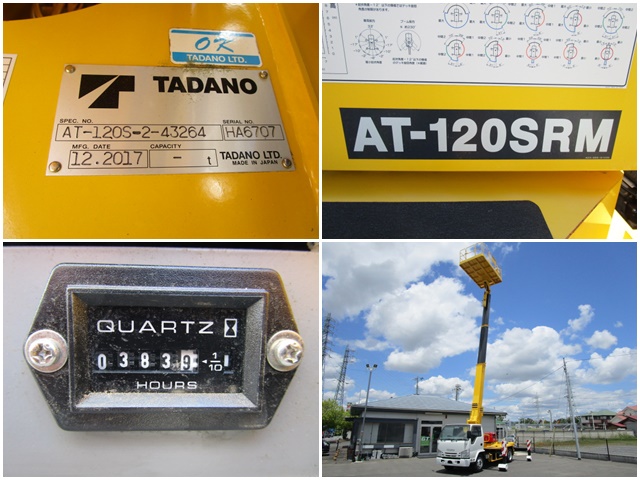 OK
TADANO LTD.
TADANO
SPEC. NO.
SERIAL NO.
AT-120S-2-43264
HA6707
MFG. DATE
CAPACITY
12.2017
-
t
TADANO LTD.
MADE IN JAPAN
AT-120SRM
QUARTZ
03839
1/10
HOURS